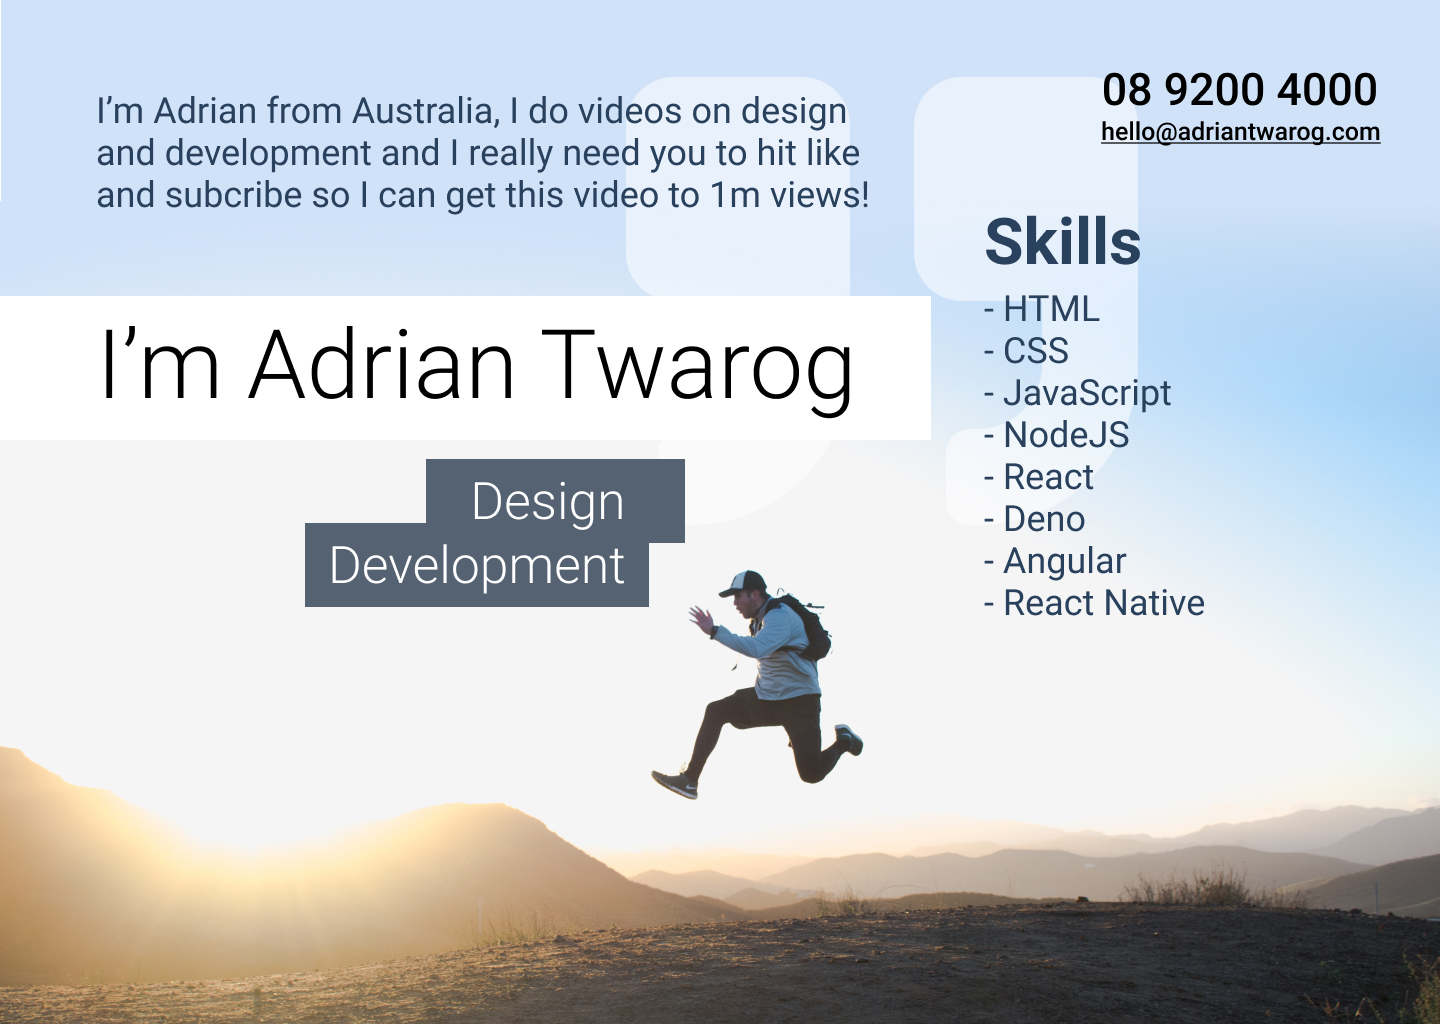 I’m Adrian from Australia, I do videos on design
and development and I really need you to hit like
and subcribe so I can get this video to 1m views!
08 9200 4000
hello@adriantwarog.com
I’m Adrian Twarog
Design
Development
Skills
- HTML
- CSS
- JavaScript
- NodeJS
- React
- Deno
- Angular
- React Native